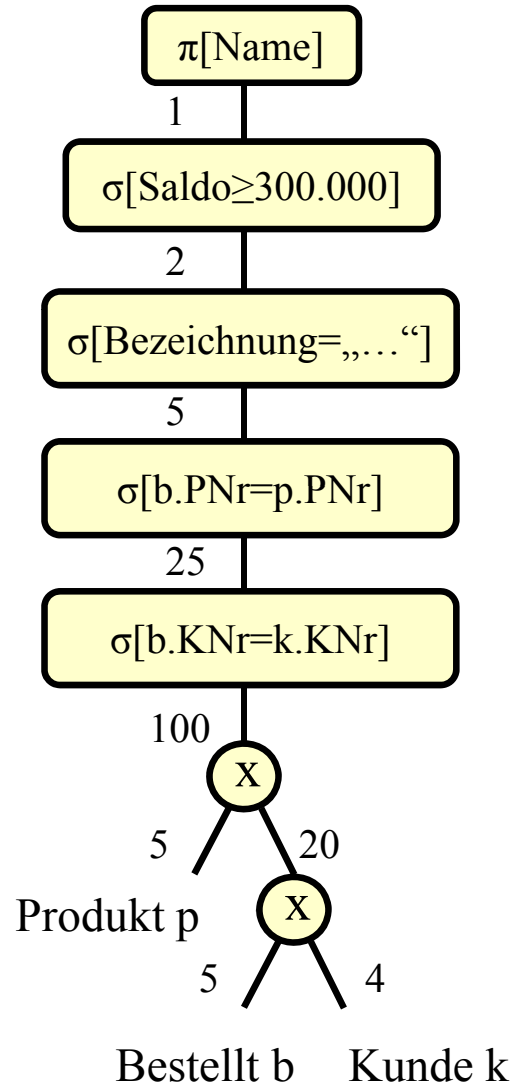 π[Name]
1
σ[Saldo≥300.000]
2
σ[Bezeichnung=„…“]
5
σ[b.PNr=p.PNr]
25
σ[b.KNr=k.KNr]
100
x
5 20
Produkt p x
5 4
Bestellt b Kunde k